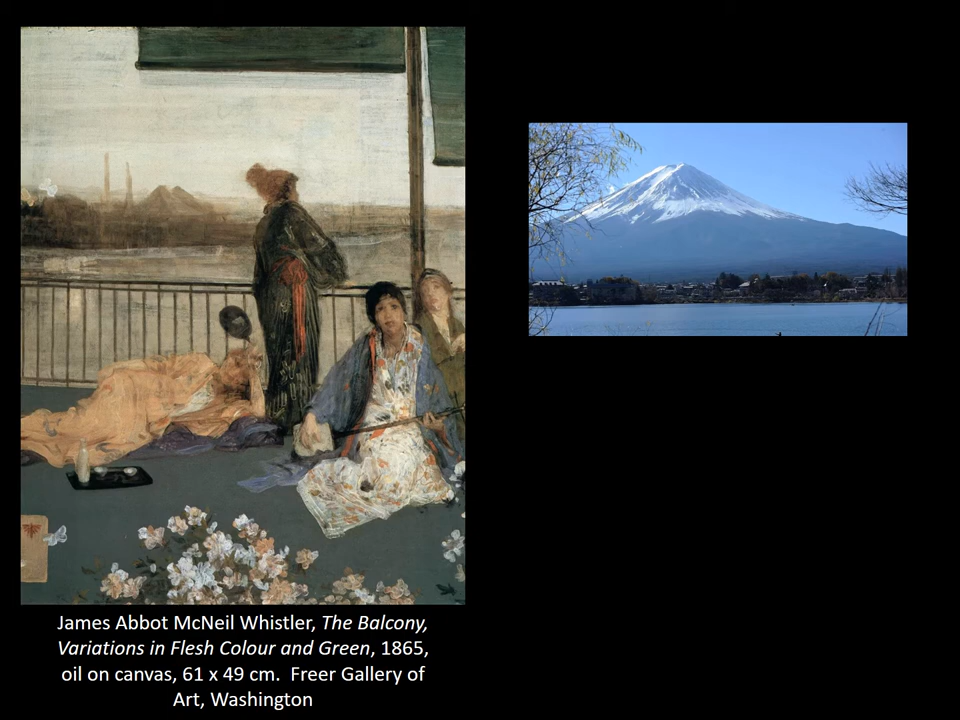 James Abbot McNeil Whistler, The Balcony,
Variations in Flesh Colour and Green, 1865,
oil on canvas, 61 x 49 cm.  Freer Gallery of
Art, Washington